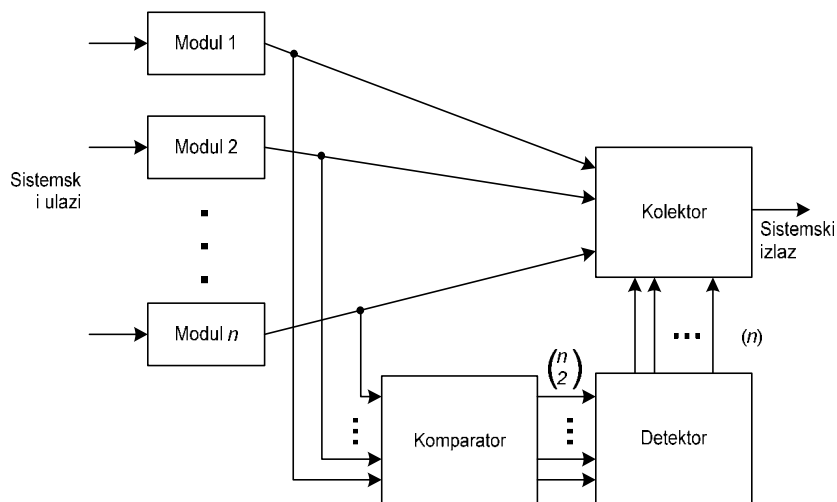 Modul 1
Modul 2
Sistemsk
i ulazi
Modul n
Kolektor
Sistemski
izlaz
(n)
(n
2)
Komparator
Detektor